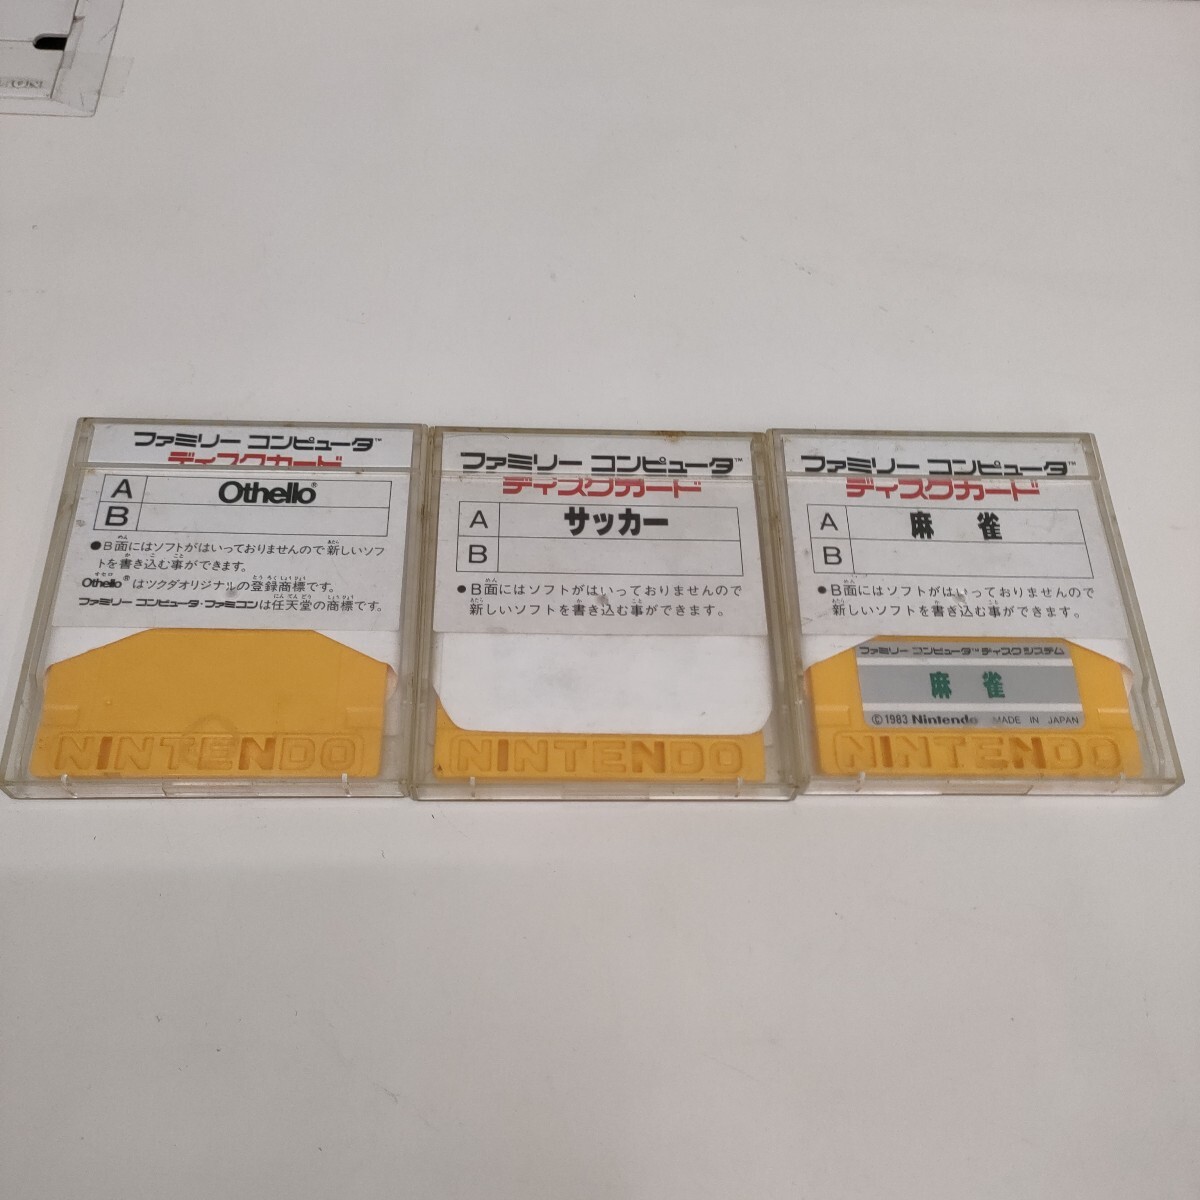 ファミリー コンピュータ™
ディスクカード
A Othello®
B
●B面にはソフトがはいっておりませんので新しいソフ
トを書き込む事ができます。
Othello®はツクダオリジナルの登録商標です。
ファミリー コンピュータ・ファミコンは任天堂の商標です。
NINTENDO
ファミリー コンピュータ™
ディスクカード
A サッカー
B
●B面にはソフトがはいっておりませんので
新しいソフトを書き込む事ができます。
NINTENDO
ファミリー コンピュータ™
ディスクカード
A 麻雀
B
●B面にはソフトがはいっておりませんので
新しいソフトを書き込む事ができます。
ファミリー コンピュータ™ ディスクシステム
麻雀
©1983 Nintendo MADE IN JAPAN
NINTENDO